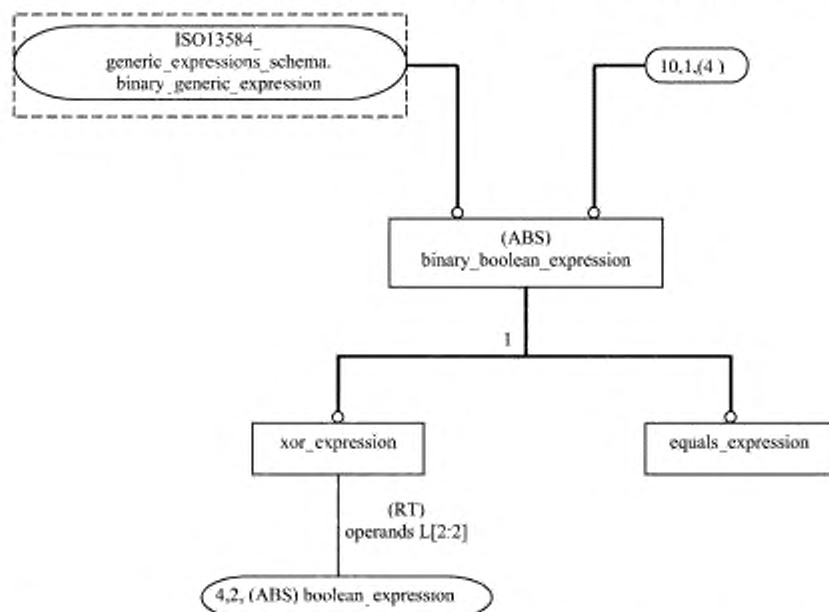 ISO13584_
generic_expressions_schema.
binary_generic_expression
10,1,(4 )
(ABS)
binary_boolean_expression
1
xor_expression
equals_expression
(RT)
operands L[2:2]
4,2, (ABS) boolean_expression